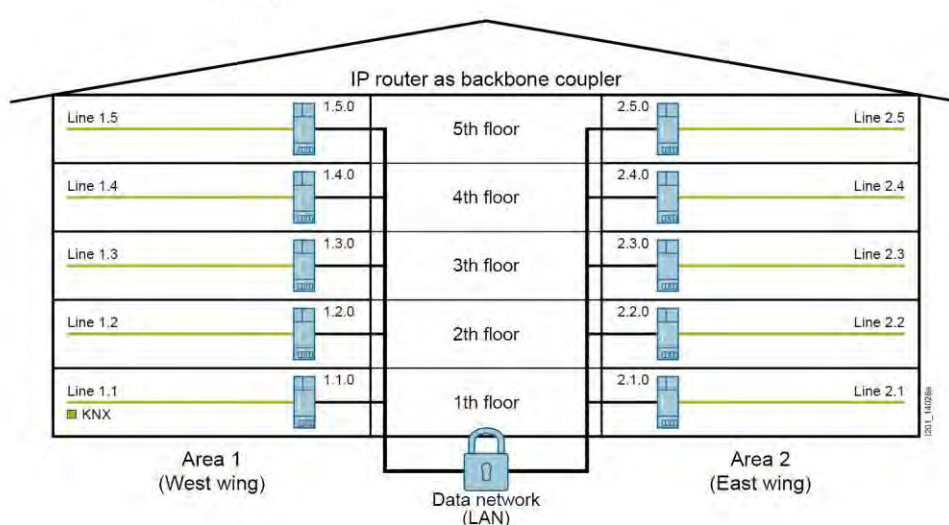 IP router as backbone coupler
Line 1.5
1.5.0
5th floor
2.5.0
Line 2.5
Line 1.4
1.4.0
4th floor
2.4.0
Line 2.4
Line 1.3
1.3.0
3th floor
2.3.0
Line 2.3
Line 1.2
1.2.0
2th floor
2.2.0
Line 2.2
Line 1.1
1.1.0
1th floor
2.1.0
Line 2.1
KNX
I201_14026a
Area 1
(West wing)
Area 2
(East wing)
Data network
(LAN)